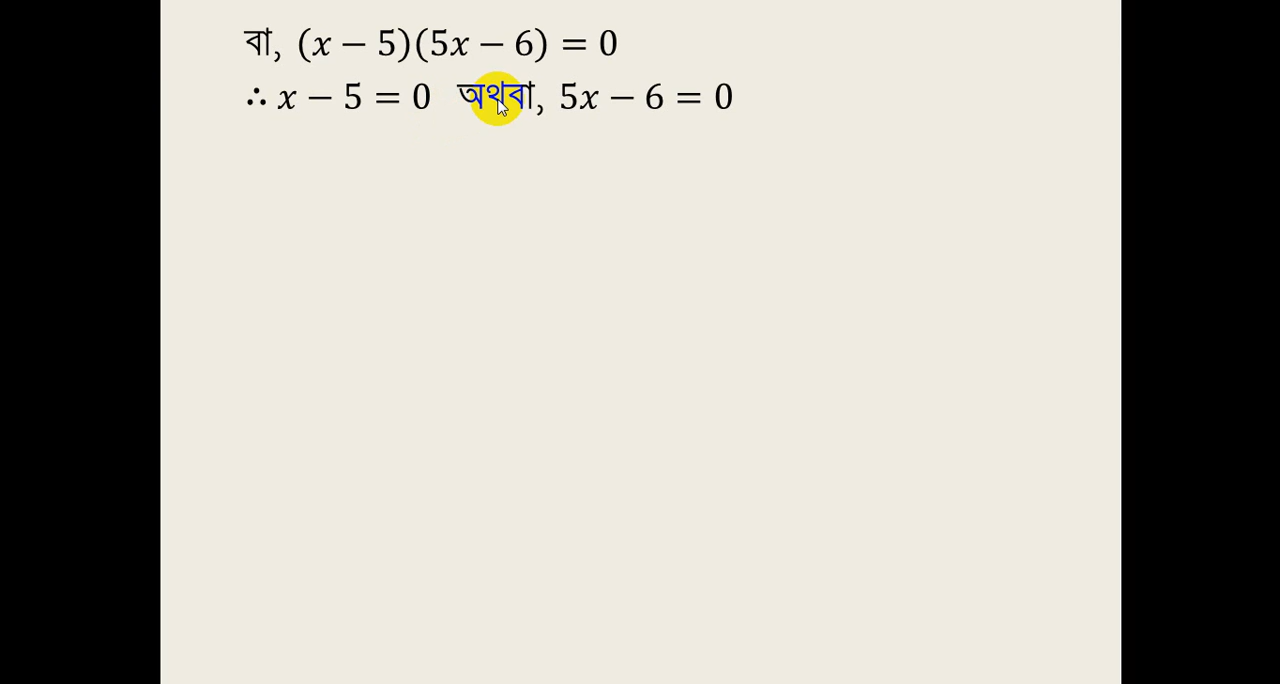 বা, (x − 5)(5x − 6) = 0
∴ x − 5 = 0 অথবা, 5x − 6 = 0